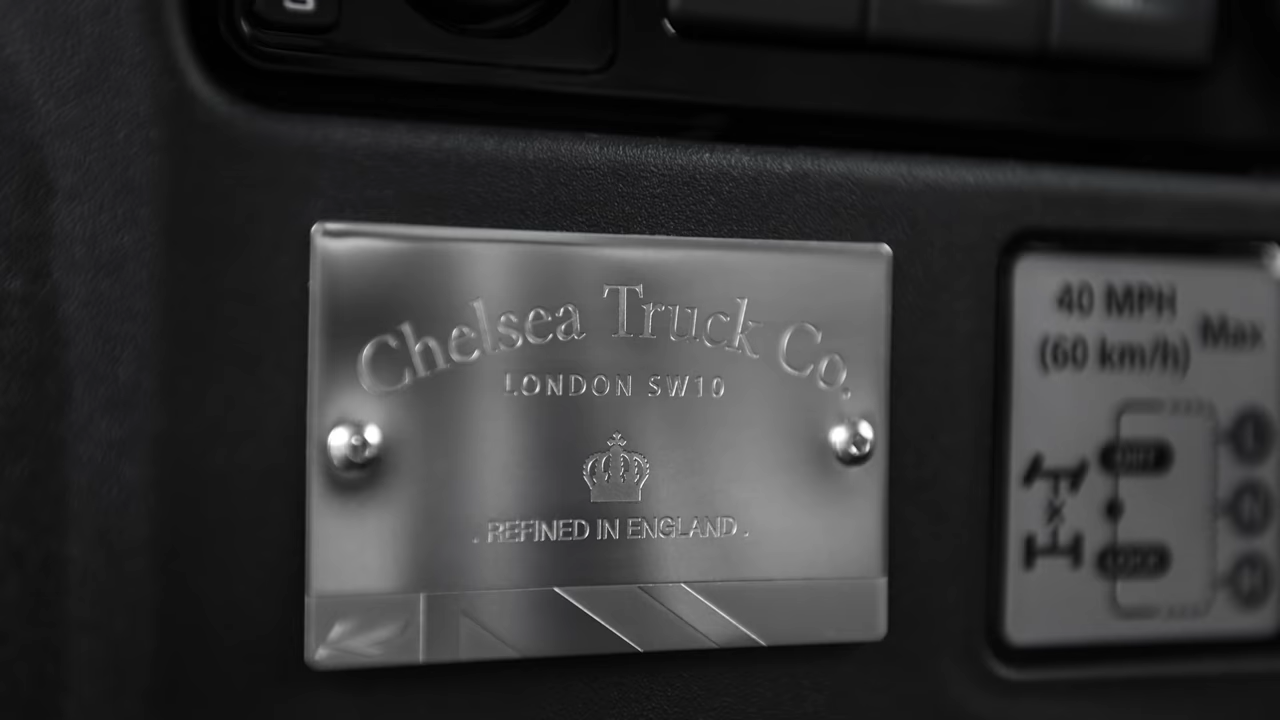 Chelsea Truck Co.
LONDON SW10
. REFINED IN ENGLAND .
40 MPH
(60 km/h)
Max